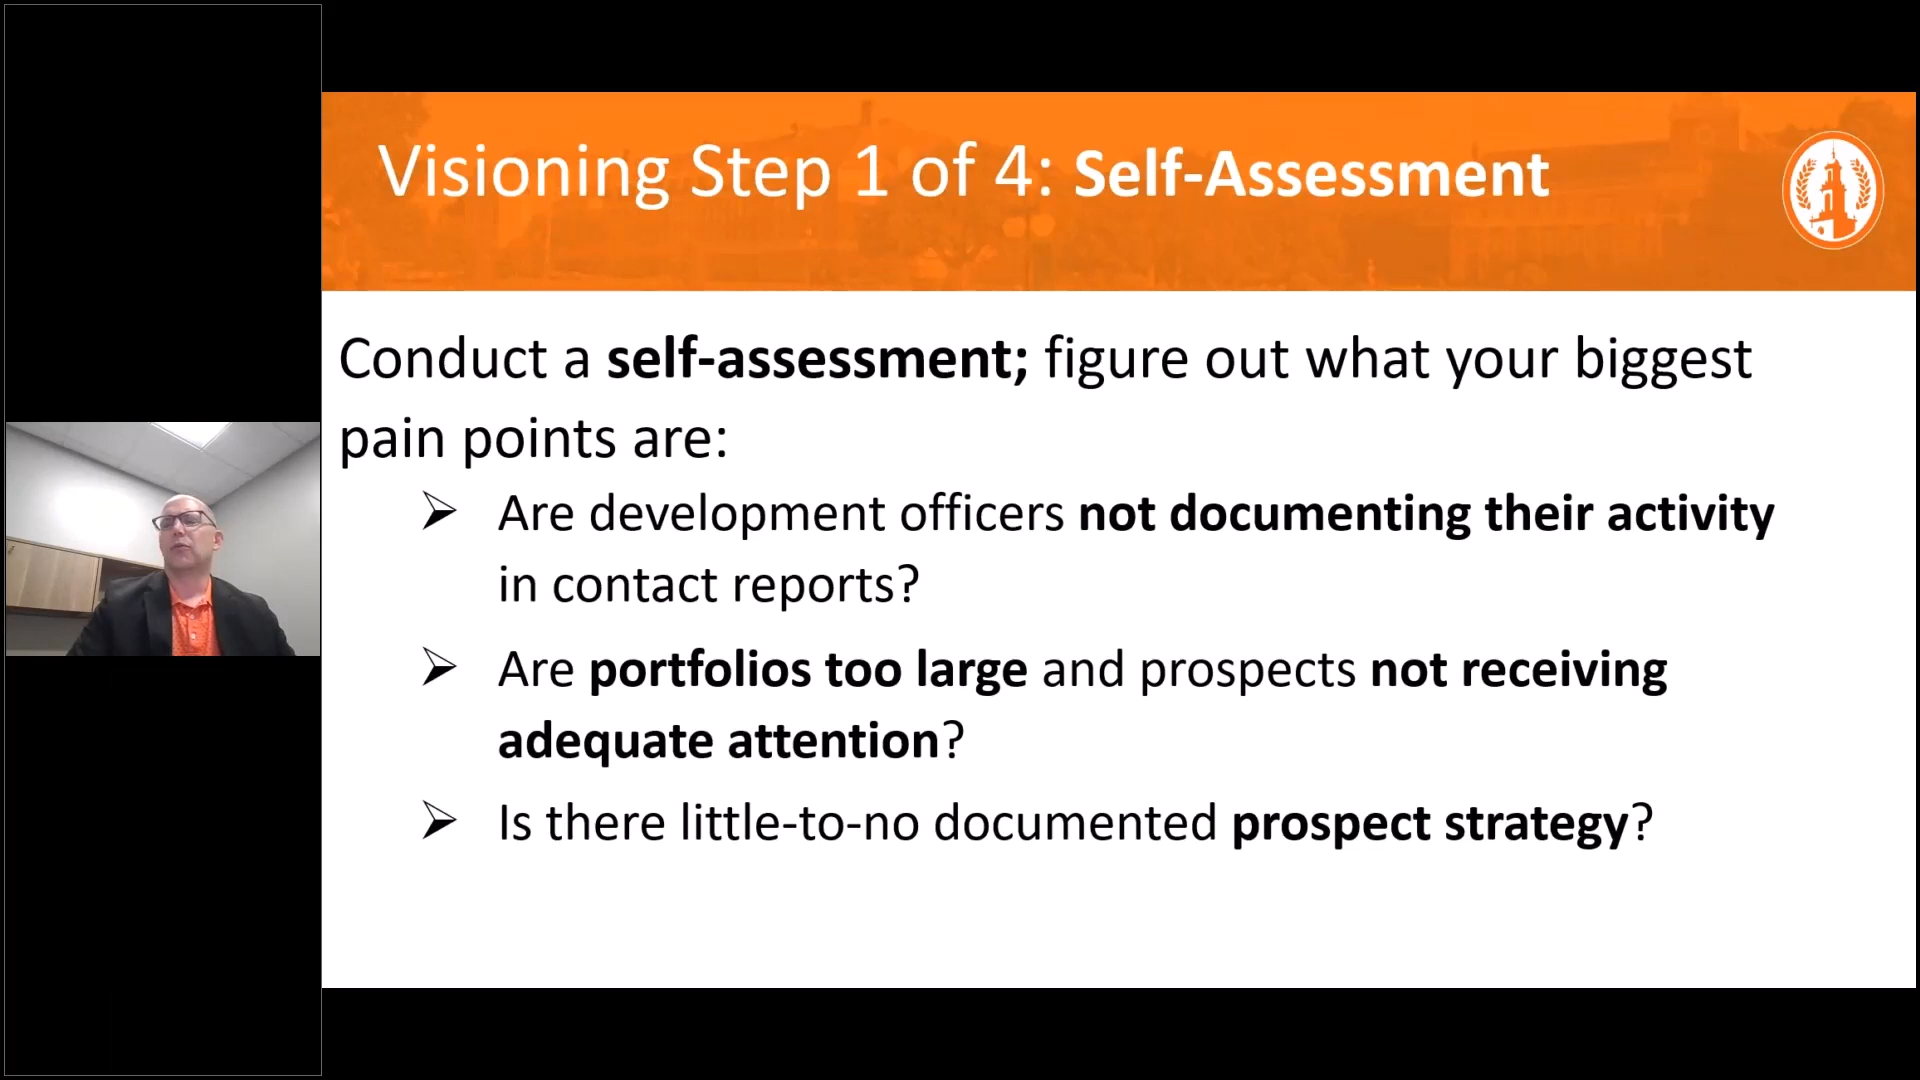 Visioning Step 1 of 4: Self-Assessment
Conduct a self-assessment; figure out what your biggest
pain points are:
Are development officers not documenting their activity
in contact reports?
Are portfolios too large and prospects not receiving
adequate attention?
Is there little-to-no documented prospect strategy?